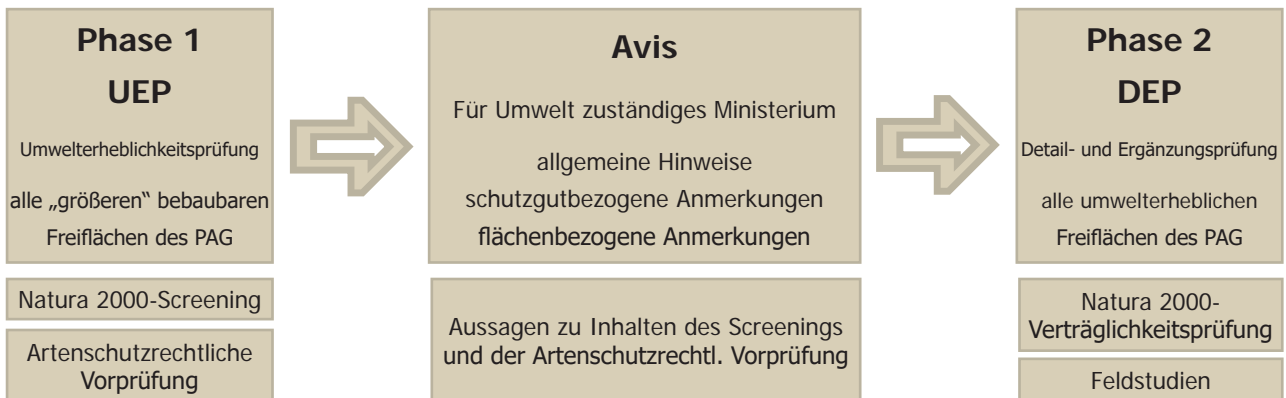 Phase 1
UEP
Umwelterheblichkeitsprüfung
alle „größeren“ bebaubaren
Freiflächen des PAG
Natura 2000-Screening
Artenschutzrechtliche
Vorprüfung
Avis
Für Umwelt zuständiges Ministerium
allgemeine Hinweise
schutzgutbezogene Anmerkungen
flächenbezogene Anmerkungen
Aussagen zu Inhalten des Screenings
und der Artenschutzrechtl. Vorprüfung
Phase 2
DEP
Detail- und Ergänzungsprüfung
alle umwelterheblichen
Freiflächen des PAG
Natura 2000-
Verträglichkeitsprüfung
Feldstudien